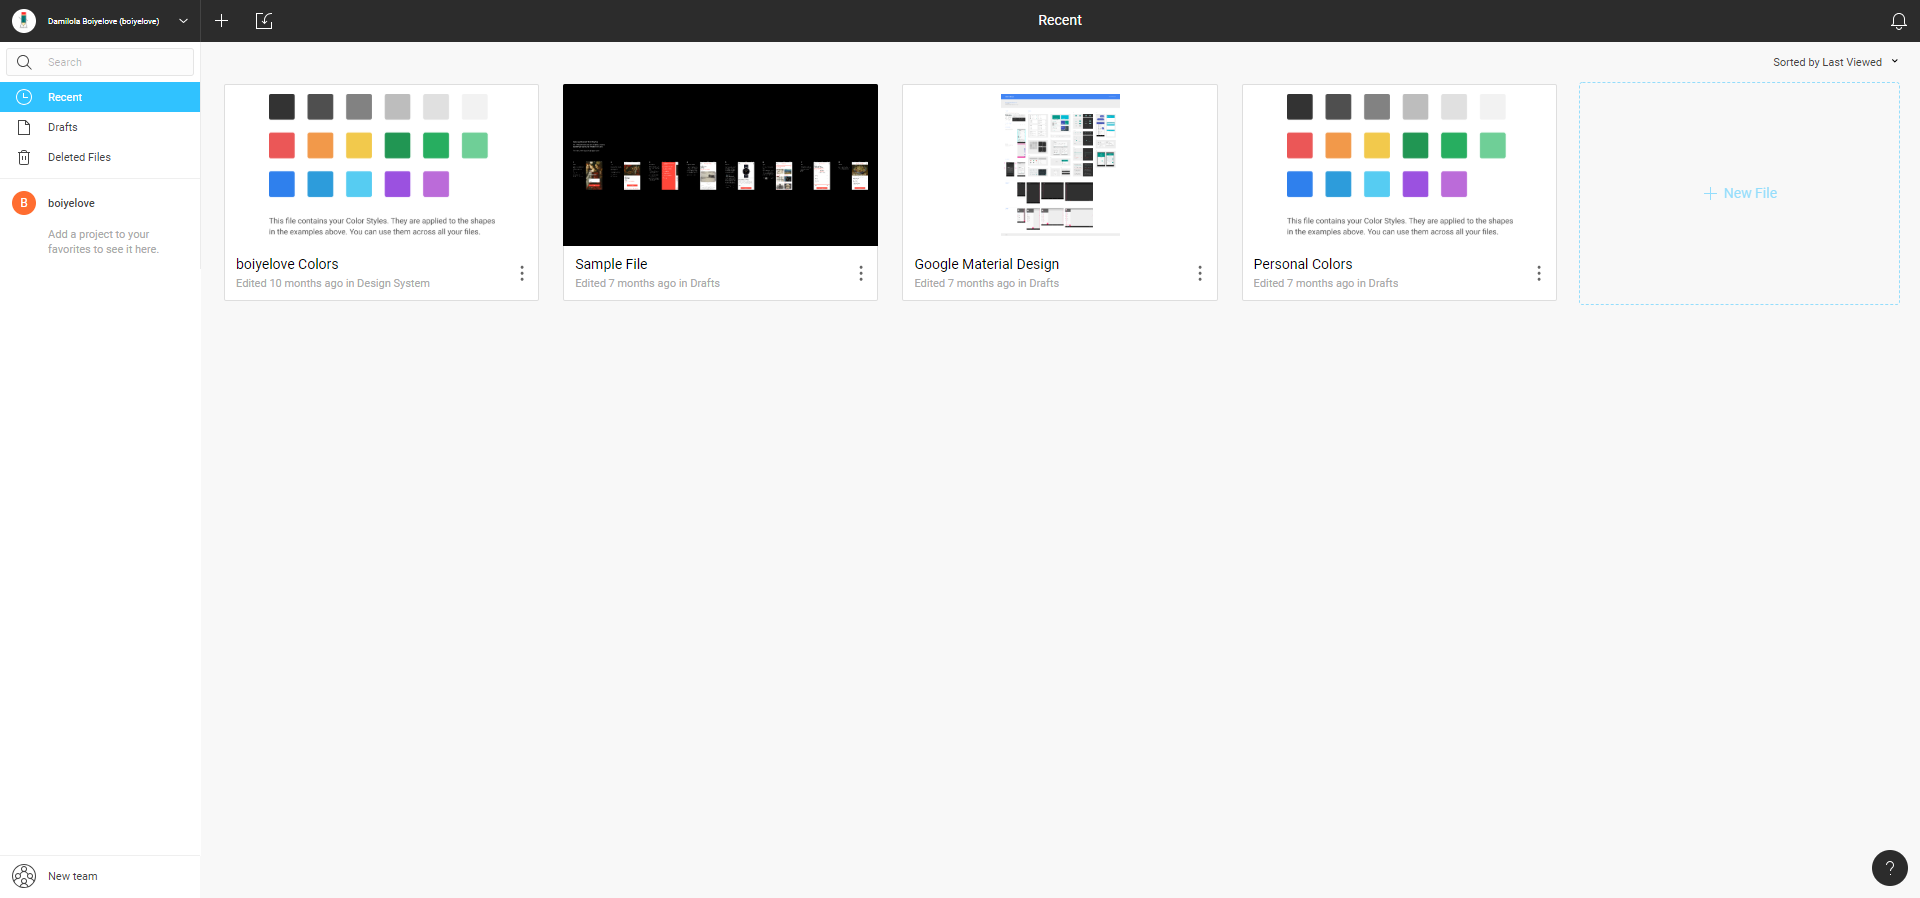 Damilola Boiyelove (boiyelove)
Recent
Search
Sorted by Last Viewed
Recent
Drafts
Deleted Files
B
boiyelove
Add a project to your
favorites to see it here.
This file contains your Color Styles. They are applied to the shapes
in the examples above. You can use them across all your files.
boiyelove Colors
Edited 10 months ago in Design System
Sample File
Edited 7 months ago in Drafts
Google Material Design
Edited 7 months ago in Drafts
This file contains your Color Styles. They are applied to the shapes
in the examples above. You can use them across all your files.
Personal Colors
Edited 7 months ago in Drafts
+ New File
New team
?